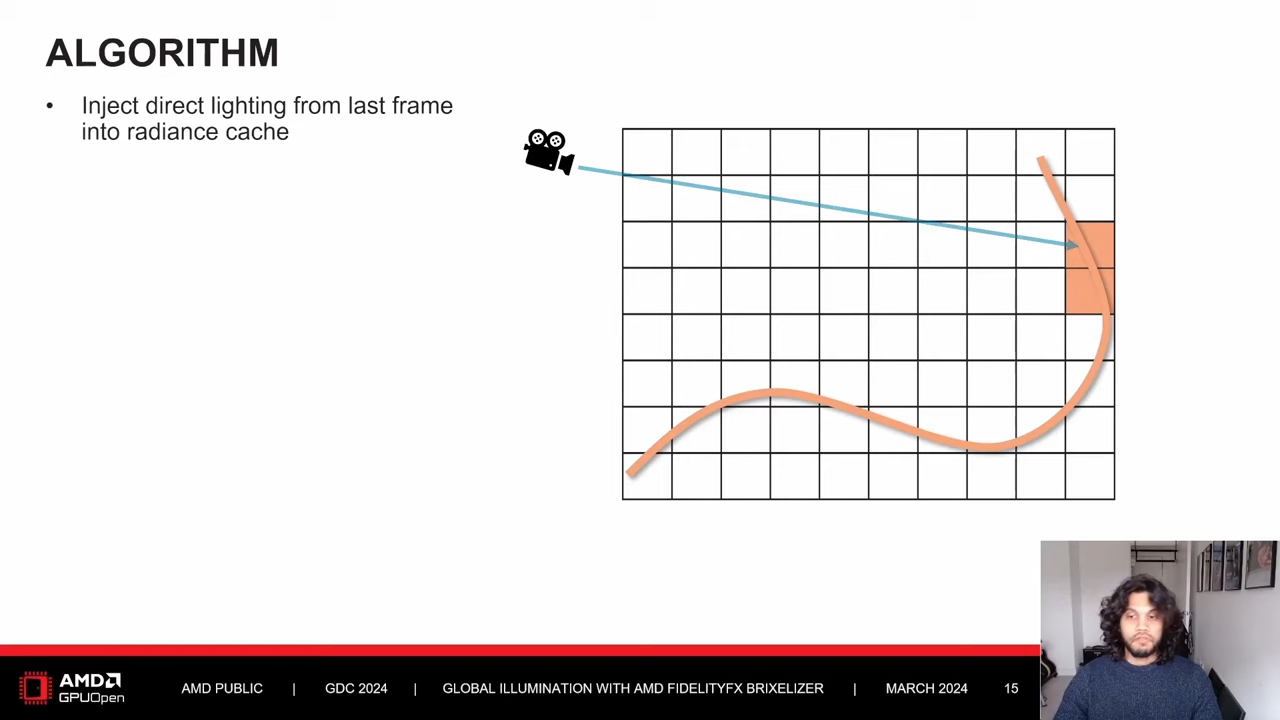 ALGORITHM
• Inject direct lighting from last frame
into radiance cache
AMD
GPUOpen
AMD PUBLIC | GDC 2024 | GLOBAL ILLUMINATION WITH AMD FIDELITYFX BRIXELIZER | MARCH 2024 15